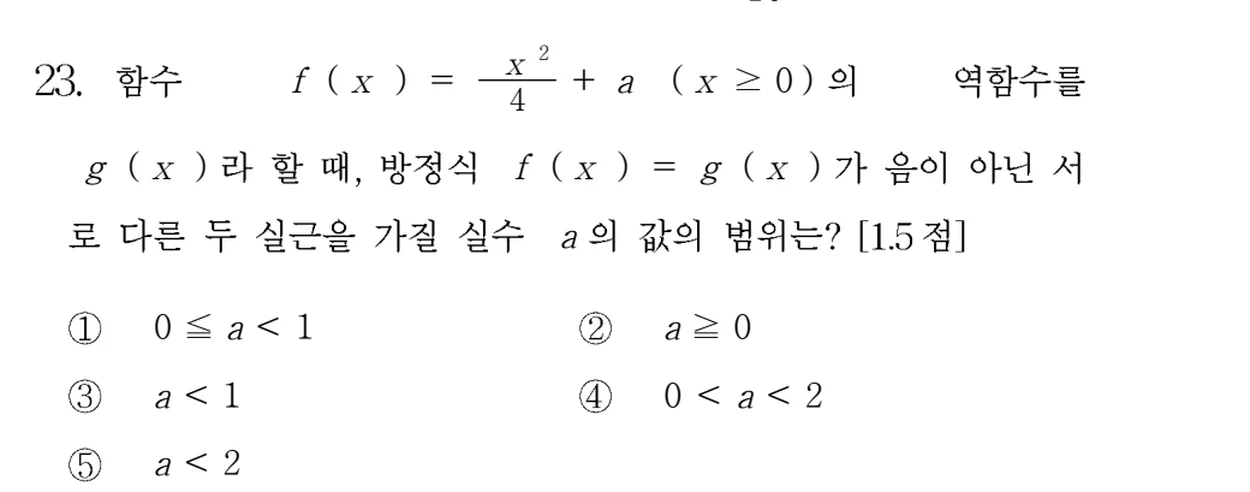 23. 함수 f ( x ) = x² / 4 + a ( x ≥ 0 ) 의 역함수를
g ( x ) 라 할 때, 방정식 f ( x ) = g ( x ) 가 음이 아닌 서
로 다른 두 실근을 가질 실수 a 의 값의 범위는? [1.5 점]
① 0 ≦ a < 1 ② a ≧ 0
③ a < 1 ④ 0 < a < 2
⑤ a < 2